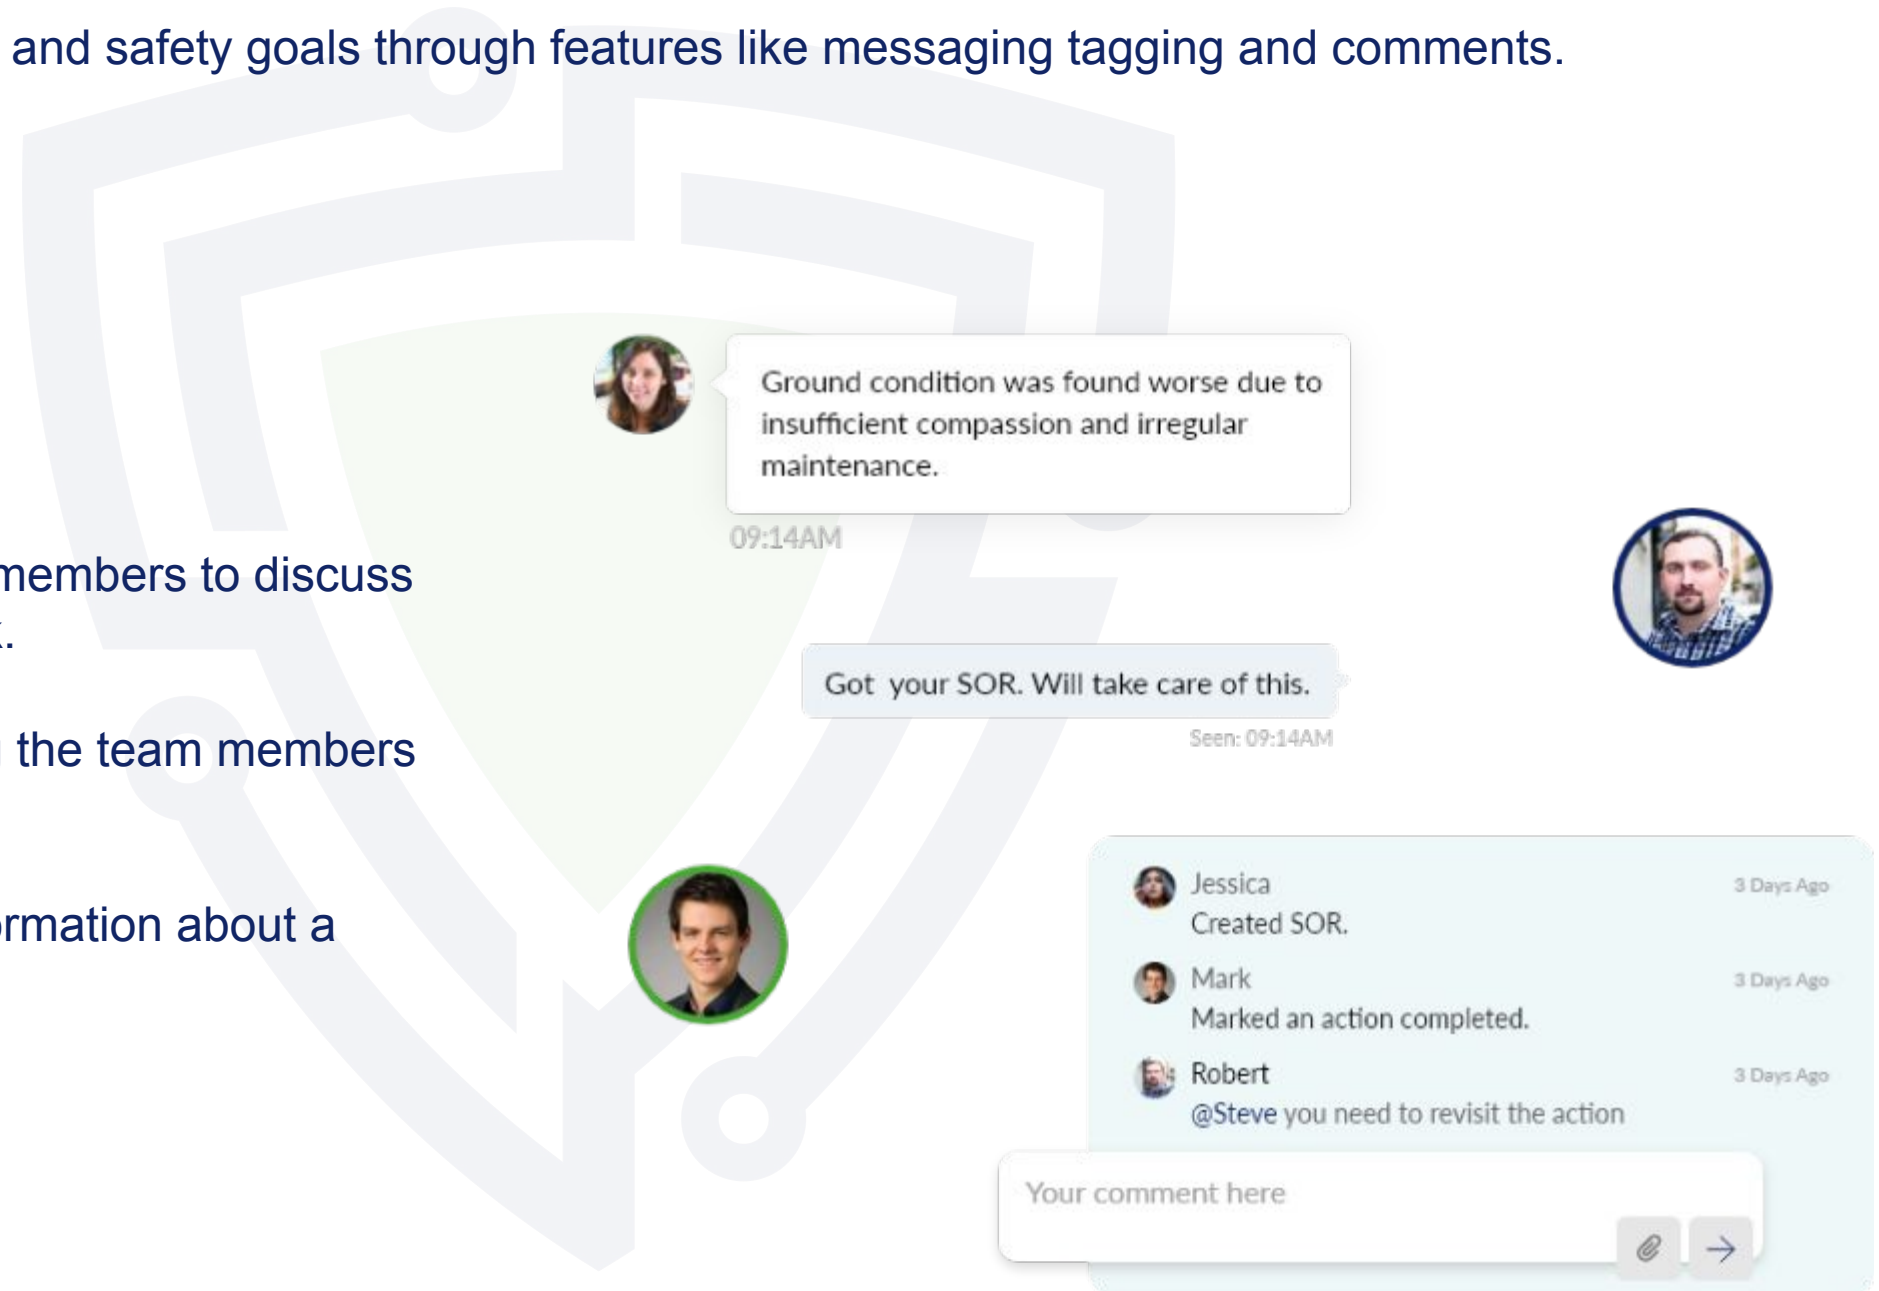 and safety goals through features like messaging tagging and comments.
Ground condition was found worse due to
insufficient compassion and irregular
maintenance.
09:14AM
members to discuss
.
Got your SOR. Will take care of this.
Seen: 09:14AM
the team members
Jessica
3 Days Ago
Created SOR.
ormation about a
Mark
3 Days Ago
Marked an action completed.
Robert
3 Days Ago
@Steve you need to revisit the action
Your comment here